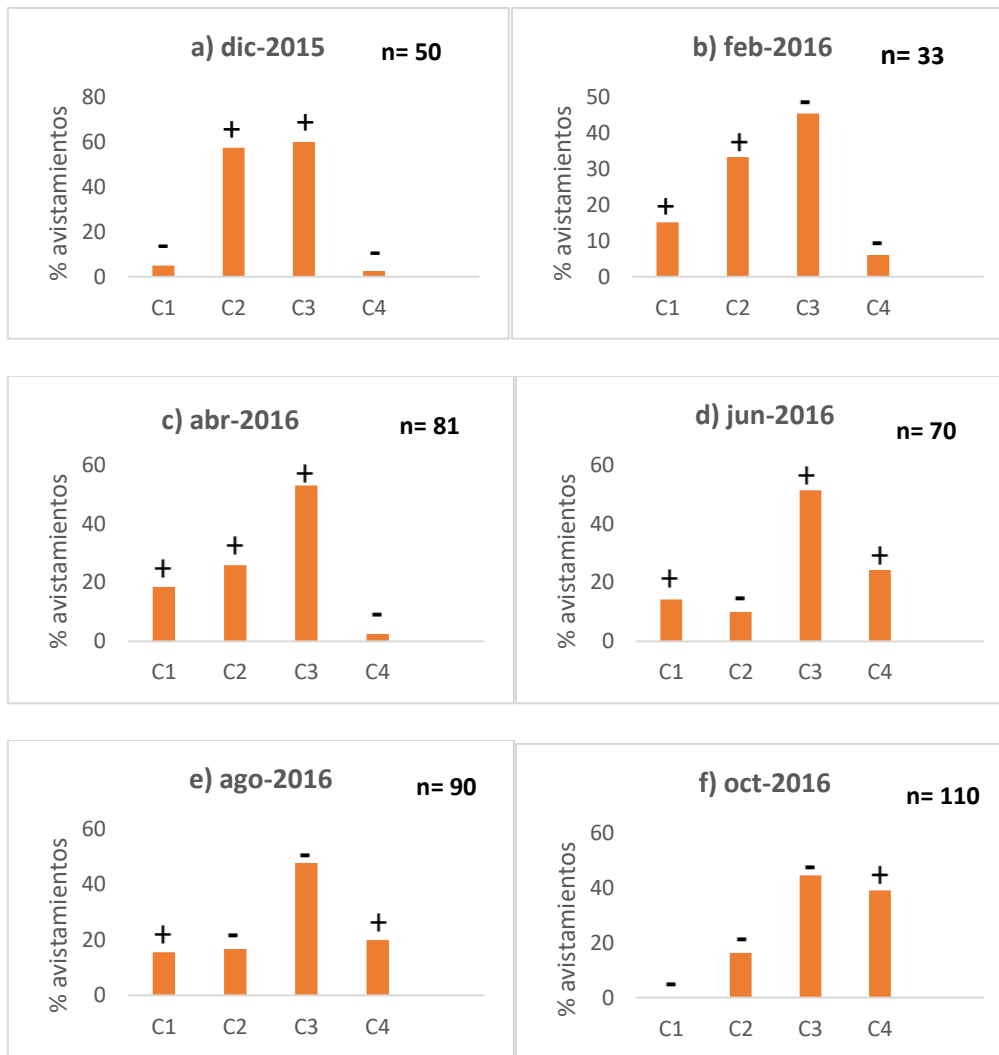 a) dic-2015
n= 50
% avistamientos
80
60
40
20
0
-
+
+
-
C1 C2 C3 C4
b) feb-2016
n= 33
% avistamientos
50
40
30
20
10
0
+
+
-
-
C1 C2 C3 C4
c) abr-2016
n= 81
% avistamientos
60
40
20
0
+
+
+
-
C1 C2 C3 C4
d) jun-2016
n= 70
% avistamientos
60
40
20
0
+
-
+
+
C1 C2 C3 C4
e) ago-2016
n= 90
% avistamientos
60
40
20
0
+
-
-
+
C1 C2 C3 C4
f) oct-2016
n= 110
% avistamientos
60
40
20
0
-
-
-
+
C1 C2 C3 C4